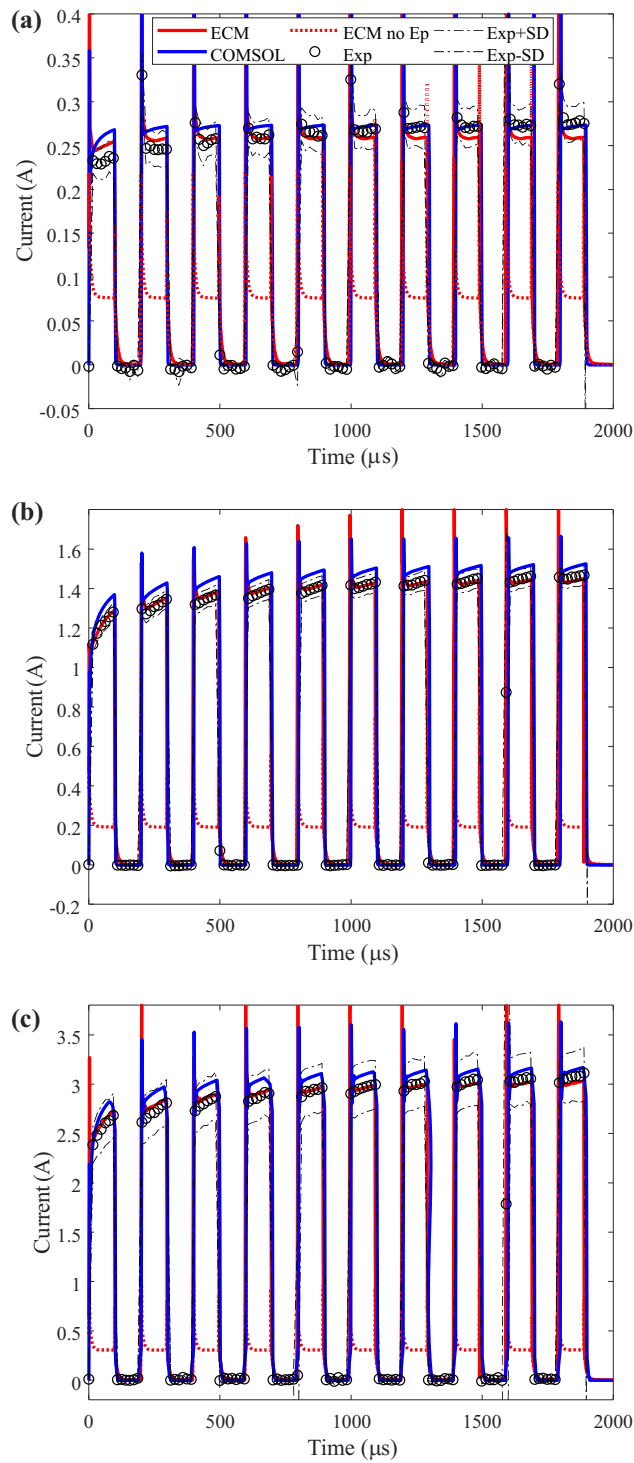 (a)
ECM
ECM no Ep
Exp+SD
COMSOL
Exp
Exp-SD
0.4
0.35
0.3
0.25
0.2
0.15
0.1
0.05
0
-0.05
Current (A)
0 500 1000 1500 2000
Time (μs)
(b)
1.6
1.4
1.2
1
0.8
0.6
0.4
0.2
0
-0.2
Current (A)
0 500 1000 1500 2000
Time (μs)
(c)
3.5
3
2.5
2
1.5
1
0.5
0
Current (A)
0 500 1000 1500 2000
Time (μs)